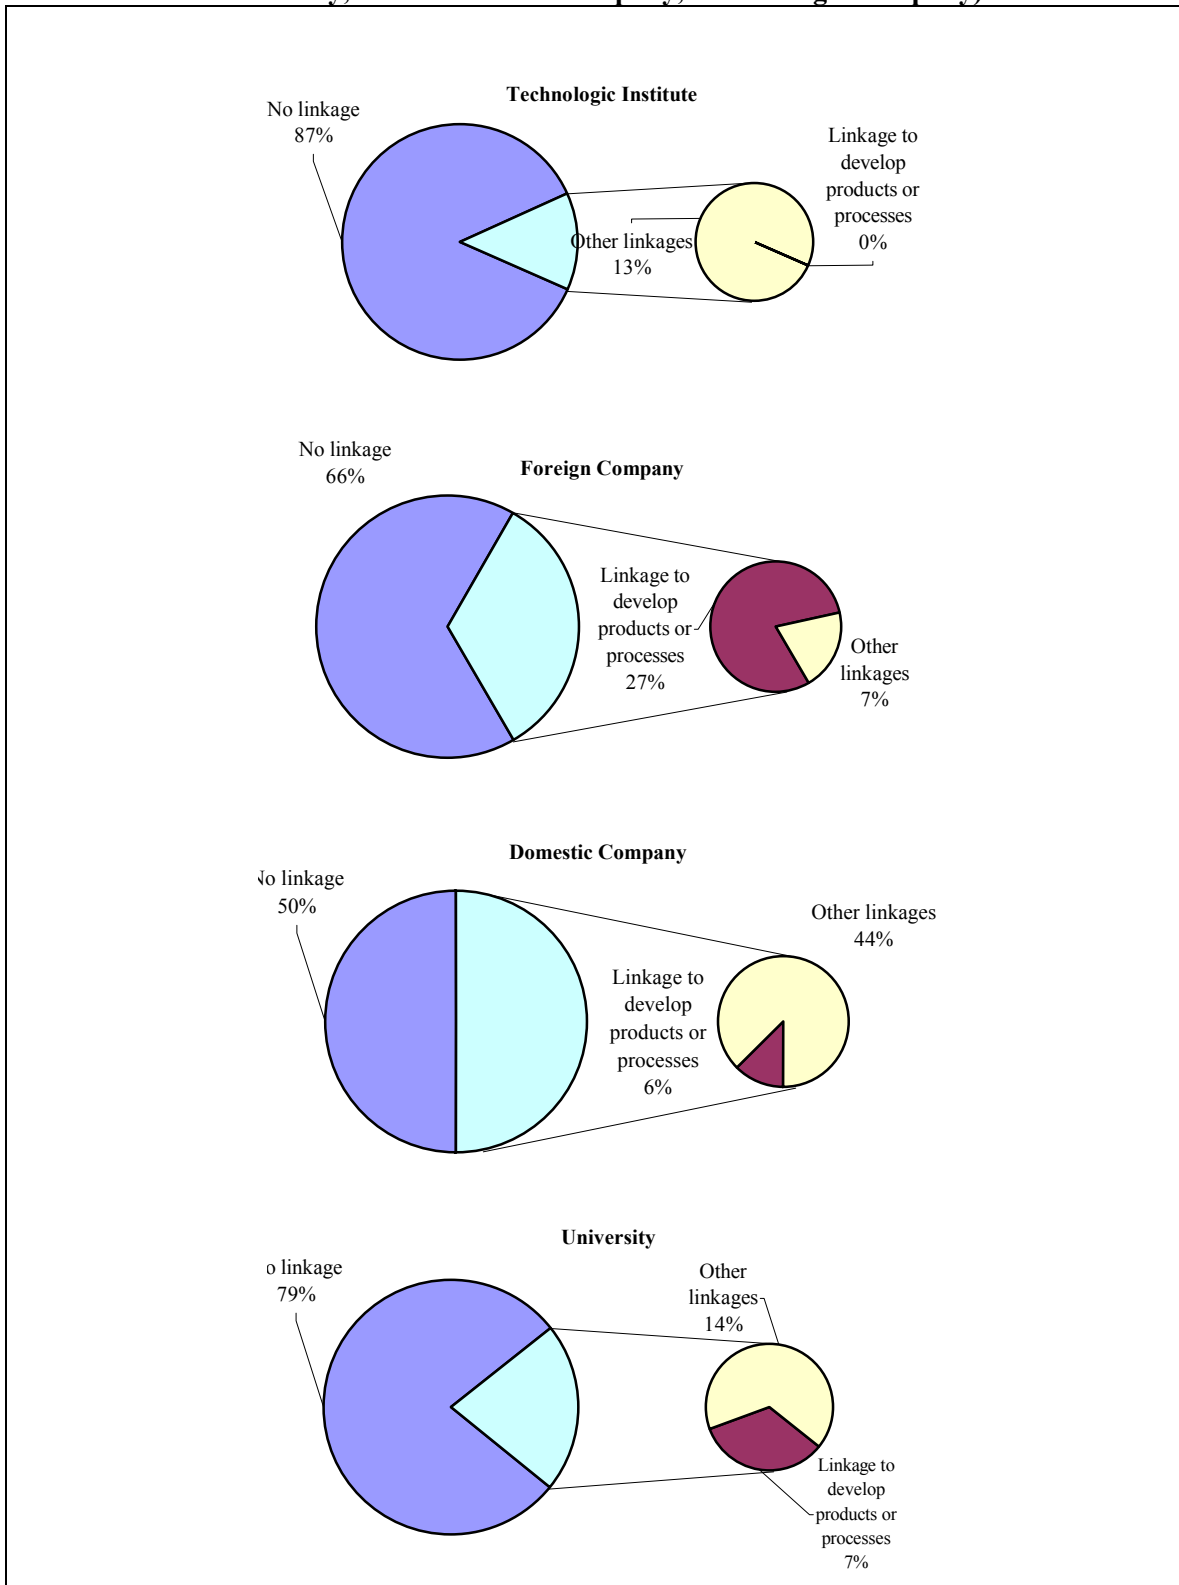 Technologic Institute
No linkage
87%
Linkage to
develop
products or
processes
0%
Other linkages
13%
No linkage
66%
Foreign Company
Linkage to
develop
products or
processes
27%
Other
linkages
7%
Domestic Company
No linkage
50%
Other linkages
44%
Linkage to
develop
products or
processes
6%
University
o linkage
79%
Other
linkages
14%
Linkage to
develop
products or
processes
7%